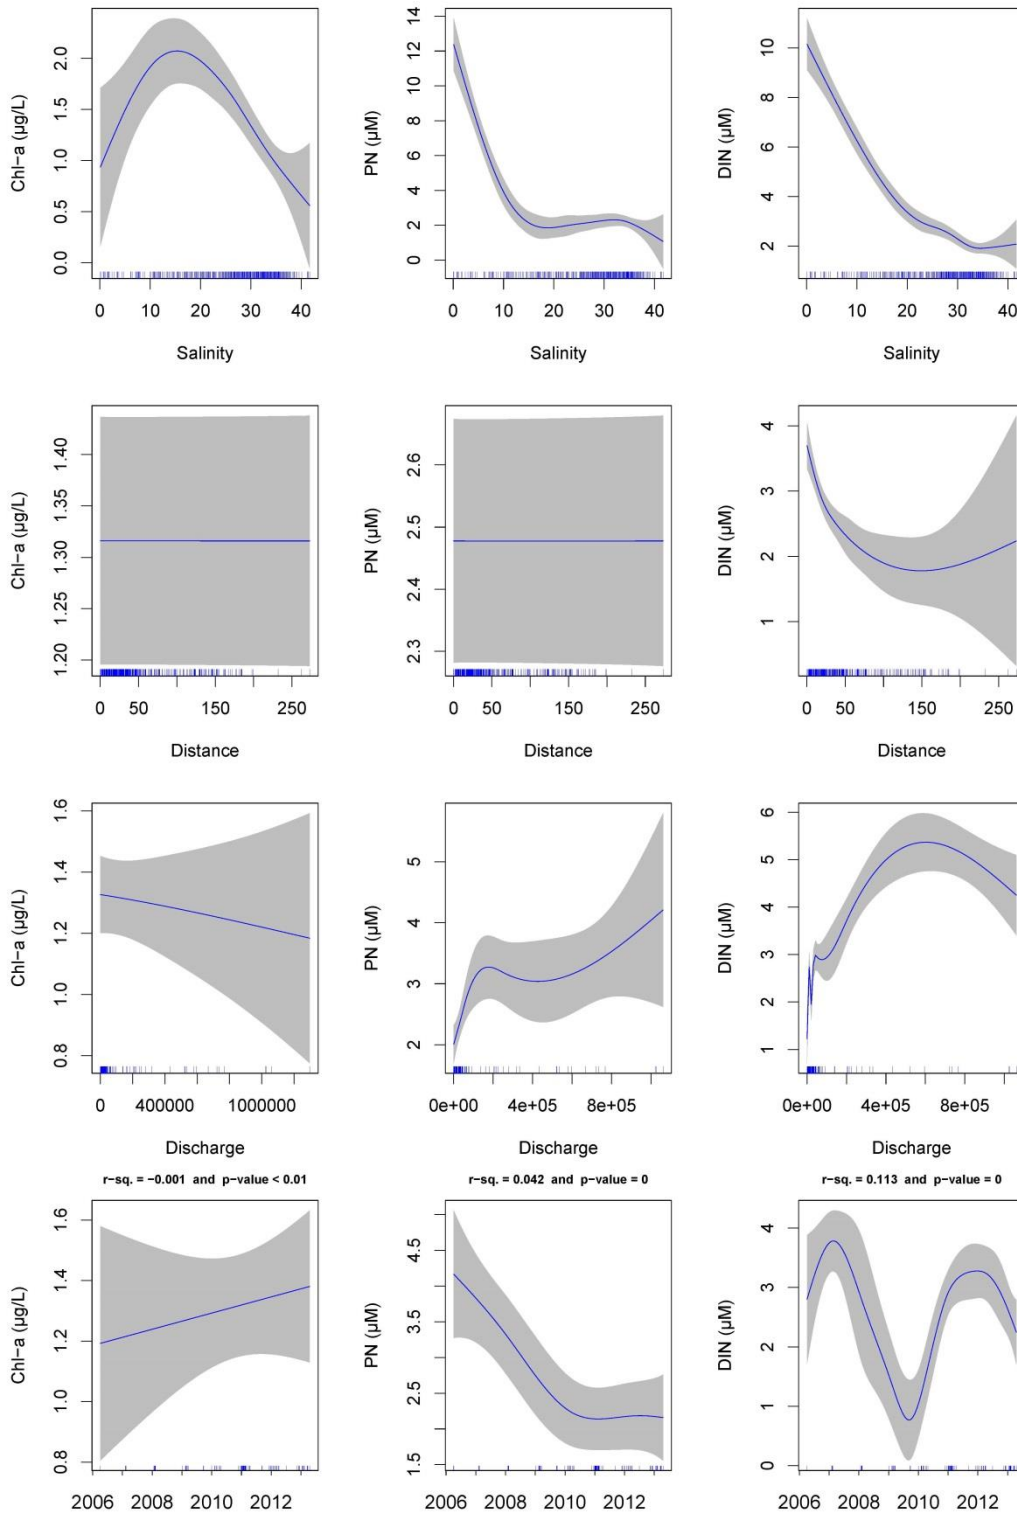 Chl−a (µg/L)
0.0 0.5 1.0 1.5 2.0
0 10 20 30 40
Salinity
PN (µM)
0 2 4 6 8 10 12 14
0 10 20 30 40
Salinity
DIN (µM)
2 4 6 8 10
0 10 20 30 40
Salinity
Chl−a (µg/L)
1.20 1.25 1.30 1.35 1.40
0 50 150 250
Distance
PN (µM)
2.3 2.4 2.5 2.6
0 50 150 250
Distance
DIN (µM)
1 2 3 4
0 50 150 250
Distance
Chl−a (µg/L)
0.8 1.0 1.2 1.4 1.6
0 400000 1000000
Discharge
PN (µM)
2 3 4 5
0e+00 4e+05 8e+05
Discharge
DIN (µM)
1 2 3 4 5 6
0e+00 4e+05 8e+05
Discharge
r−sq. = −0.001 and p−value < 0.01
Chl−a (µg/L)
0.8 1.0 1.2 1.4 1.6
2006 2008 2010 2012
r−sq. = 0.042 and p−value = 0
PN (µM)
1.5 2.5 3.5 4.5
2006 2008 2010 2012
r−sq. = 0.113 and p−value = 0
DIN (µM)
0 1 2 3 4
2006 2008 2010 2012